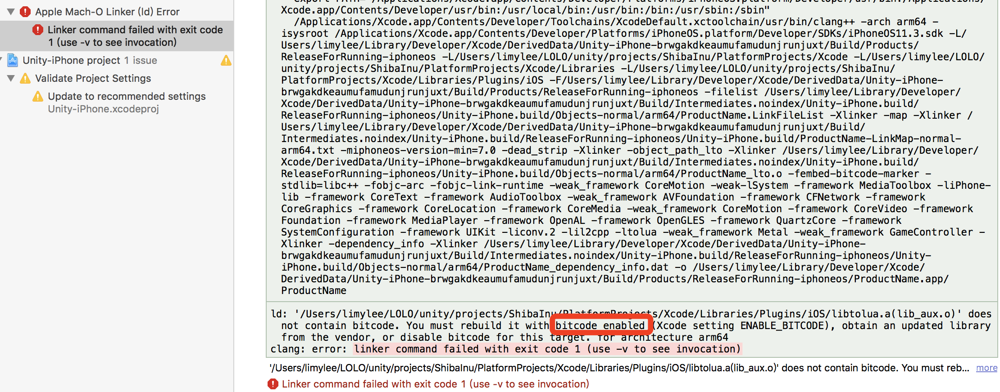 Apple Mach-O Linker (ld) Error
Linker command failed with exit code
1 (use -v to see invocation)
Unity-iPhone project 1 issue
Validate Project Settings
Update to recommended settings
Unity-iPhone.xcodeproj
Xcode.app/Contents/Developer/usr/bin:/usr/local/bin:/usr/bin:/bin:/usr/sbin:/sbin"
/Applications/Xcode.app/Contents/Developer/Toolchains/XcodeDefault.xctoolchain/usr/bin/clang++ -arch arm64 -
isysroot /Applications/Xcode.app/Contents/Developer/Platforms/iPhoneOS.platform/Developer/SDKs/iPhoneOS11.3.sdk -L/
Users/limylee/Library/Developer/Xcode/DerivedData/Unity-iPhone-brwgakdkeaumufamudunjrunjuxt/Build/Products/
ReleaseForRunning-iphoneos -L/Users/limylee/LOLO/unity/projects/ShibaInu/PlatformProjects/Xcode -L/Users/limylee/LOLO/
unity/projects/ShibaInu/PlatformProjects/Xcode/Libraries -L/Users/limylee/LOLO/unity/projects/ShibaInu/
PlatformProjects/Xcode/Libraries/Plugins/iOS -F/Users/limylee/Library/Developer/Xcode/DerivedData/Unity-iPhone-
brwgakdkeaumufamudunjrunjuxt/Build/Products/ReleaseForRunning-iphoneos -filelist /Users/limylee/Library/Developer/
Xcode/DerivedData/Unity-iPhone-brwgakdkeaumufamudunjrunjuxt/Build/Intermediates.noindex/Unity-iPhone.build/
ReleaseForRunning-iphoneos/Unity-iPhone.build/Objects-normal/arm64/ProductName.LinkFileList -Xlinker -map -Xlinker /
Users/limylee/Library/Developer/Xcode/DerivedData/Unity-iPhone-brwgakdkeaumufamudunjrunjuxt/Build/
Intermediates.noindex/Unity-iPhone.build/ReleaseForRunning-iphoneos/Unity-iPhone.build/ProductName-LinkMap-normal-
arm64.txt -miphoneos-version-min=7.0 -dead_strip -Xlinker -object_path_lto -Xlinker /Users/limylee/Library/Developer/
Xcode/DerivedData/Unity-iPhone-brwgakdkeaumufamudunjrunjuxt/Build/Intermediates.noindex/Unity-iPhone.build/
ReleaseForRunning-iphoneos/Unity-iPhone.build/Objects-normal/arm64/ProductName_lto.o -fembed-bitcode-marker -
stdlib=libc++ -fobjc-arc -fobjc-link-runtime -weak_framework CoreMotion -weak-lSystem -framework MediaToolbox -liPhone-
lib -framework CoreText -framework AudioToolbox -weak_framework AVFoundation -framework CFNetwork -framework
CoreGraphics -framework CoreLocation -framework CoreMedia -weak_framework CoreMotion -framework CoreVideo -framework
Foundation -framework MediaPlayer -framework OpenAL -framework OpenGLES -framework QuartzCore -framework
SystemConfiguration -framework UIKit -liconv.2 -lil2cpp -ltolua -weak_framework Metal -weak_framework GameController -
Xlinker -dependency_info -Xlinker /Users/limylee/Library/Developer/Xcode/DerivedData/Unity-iPhone-
brwgakdkeaumufamudunjrunjuxt/Build/Intermediates.noindex/Unity-iPhone.build/ReleaseForRunning-iphoneos/Unity-
iPhone.build/Objects-normal/arm64/ProductName_dependency_info.dat -o /Users/limylee/Library/Developer/Xcode/
DerivedData/Unity-iPhone-brwgakdkeaumufamudunjrunjuxt/Build/Products/ReleaseForRunning-iphoneos/ProductName.app/
ProductName
ld: '/Users/limylee/LOLO/unity/projects/ShibaInu/PlatformProjects/Xcode/Libraries/Plugins/iOS/libtolua.a(lib_aux.o)' does
not contain bitcode. You must rebuild it with bitcode enabled (Xcode setting ENABLE_BITCODE), obtain an updated library
from the vendor, or disable bitcode for this target. for architecture arm64
clang: error: linker command failed with exit code 1 (use -v to see invocation)
'/Users/limylee/LOLO/unity/projects/ShibaInu/PlatformProjects/Xcode/Libraries/Plugins/iOS/libtolua.a(lib_aux.o)' does not contain bitcode. You must reb... more
Linker command failed with exit code 1 (use -v to see invocation)